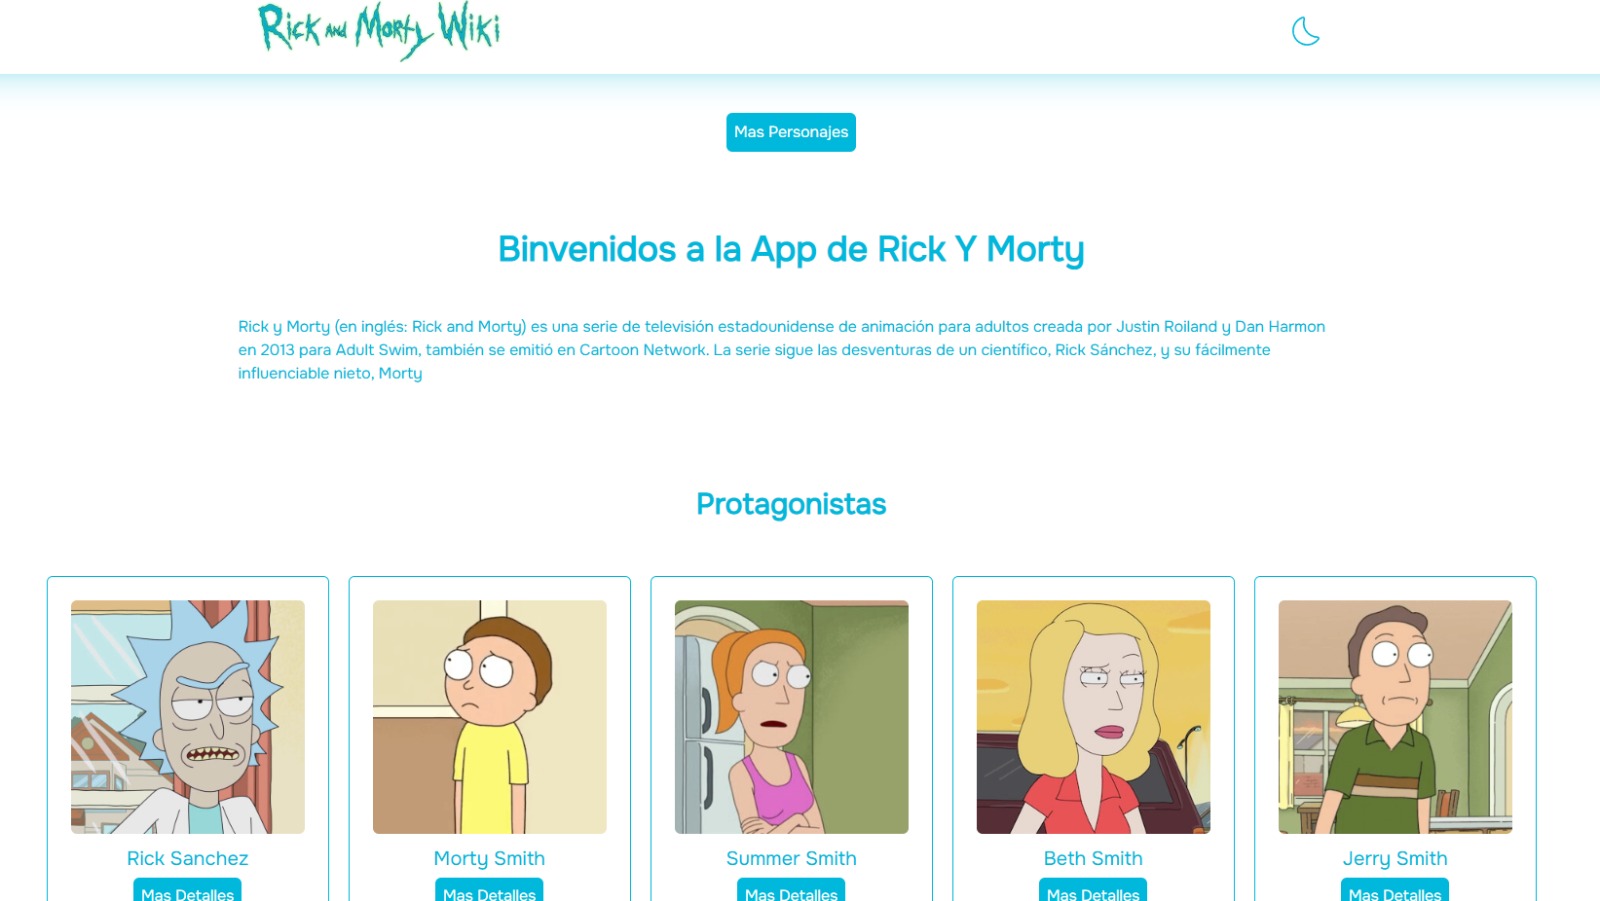 Rick and Morty Wiki
Mas Personajes
Binvenidos a la App de Rick Y Morty
Rick y Morty (en inglés: Rick and Morty) es una serie de televisión estadounidense de animación para adultos creada por Justin Roiland y Dan Harmon
en 2013 para Adult Swim, también se emitió en Cartoon Network. La serie sigue las desventuras de un científico, Rick Sánchez, y su fácilmente
influenciable nieto, Morty
Protagonistas
Rick Sanchez
Mas Detalles
Morty Smith
Mas Detalles
Summer Smith
Mas Detalles
Beth Smith
Mas Detalles
Jerry Smith
Mas Detalles